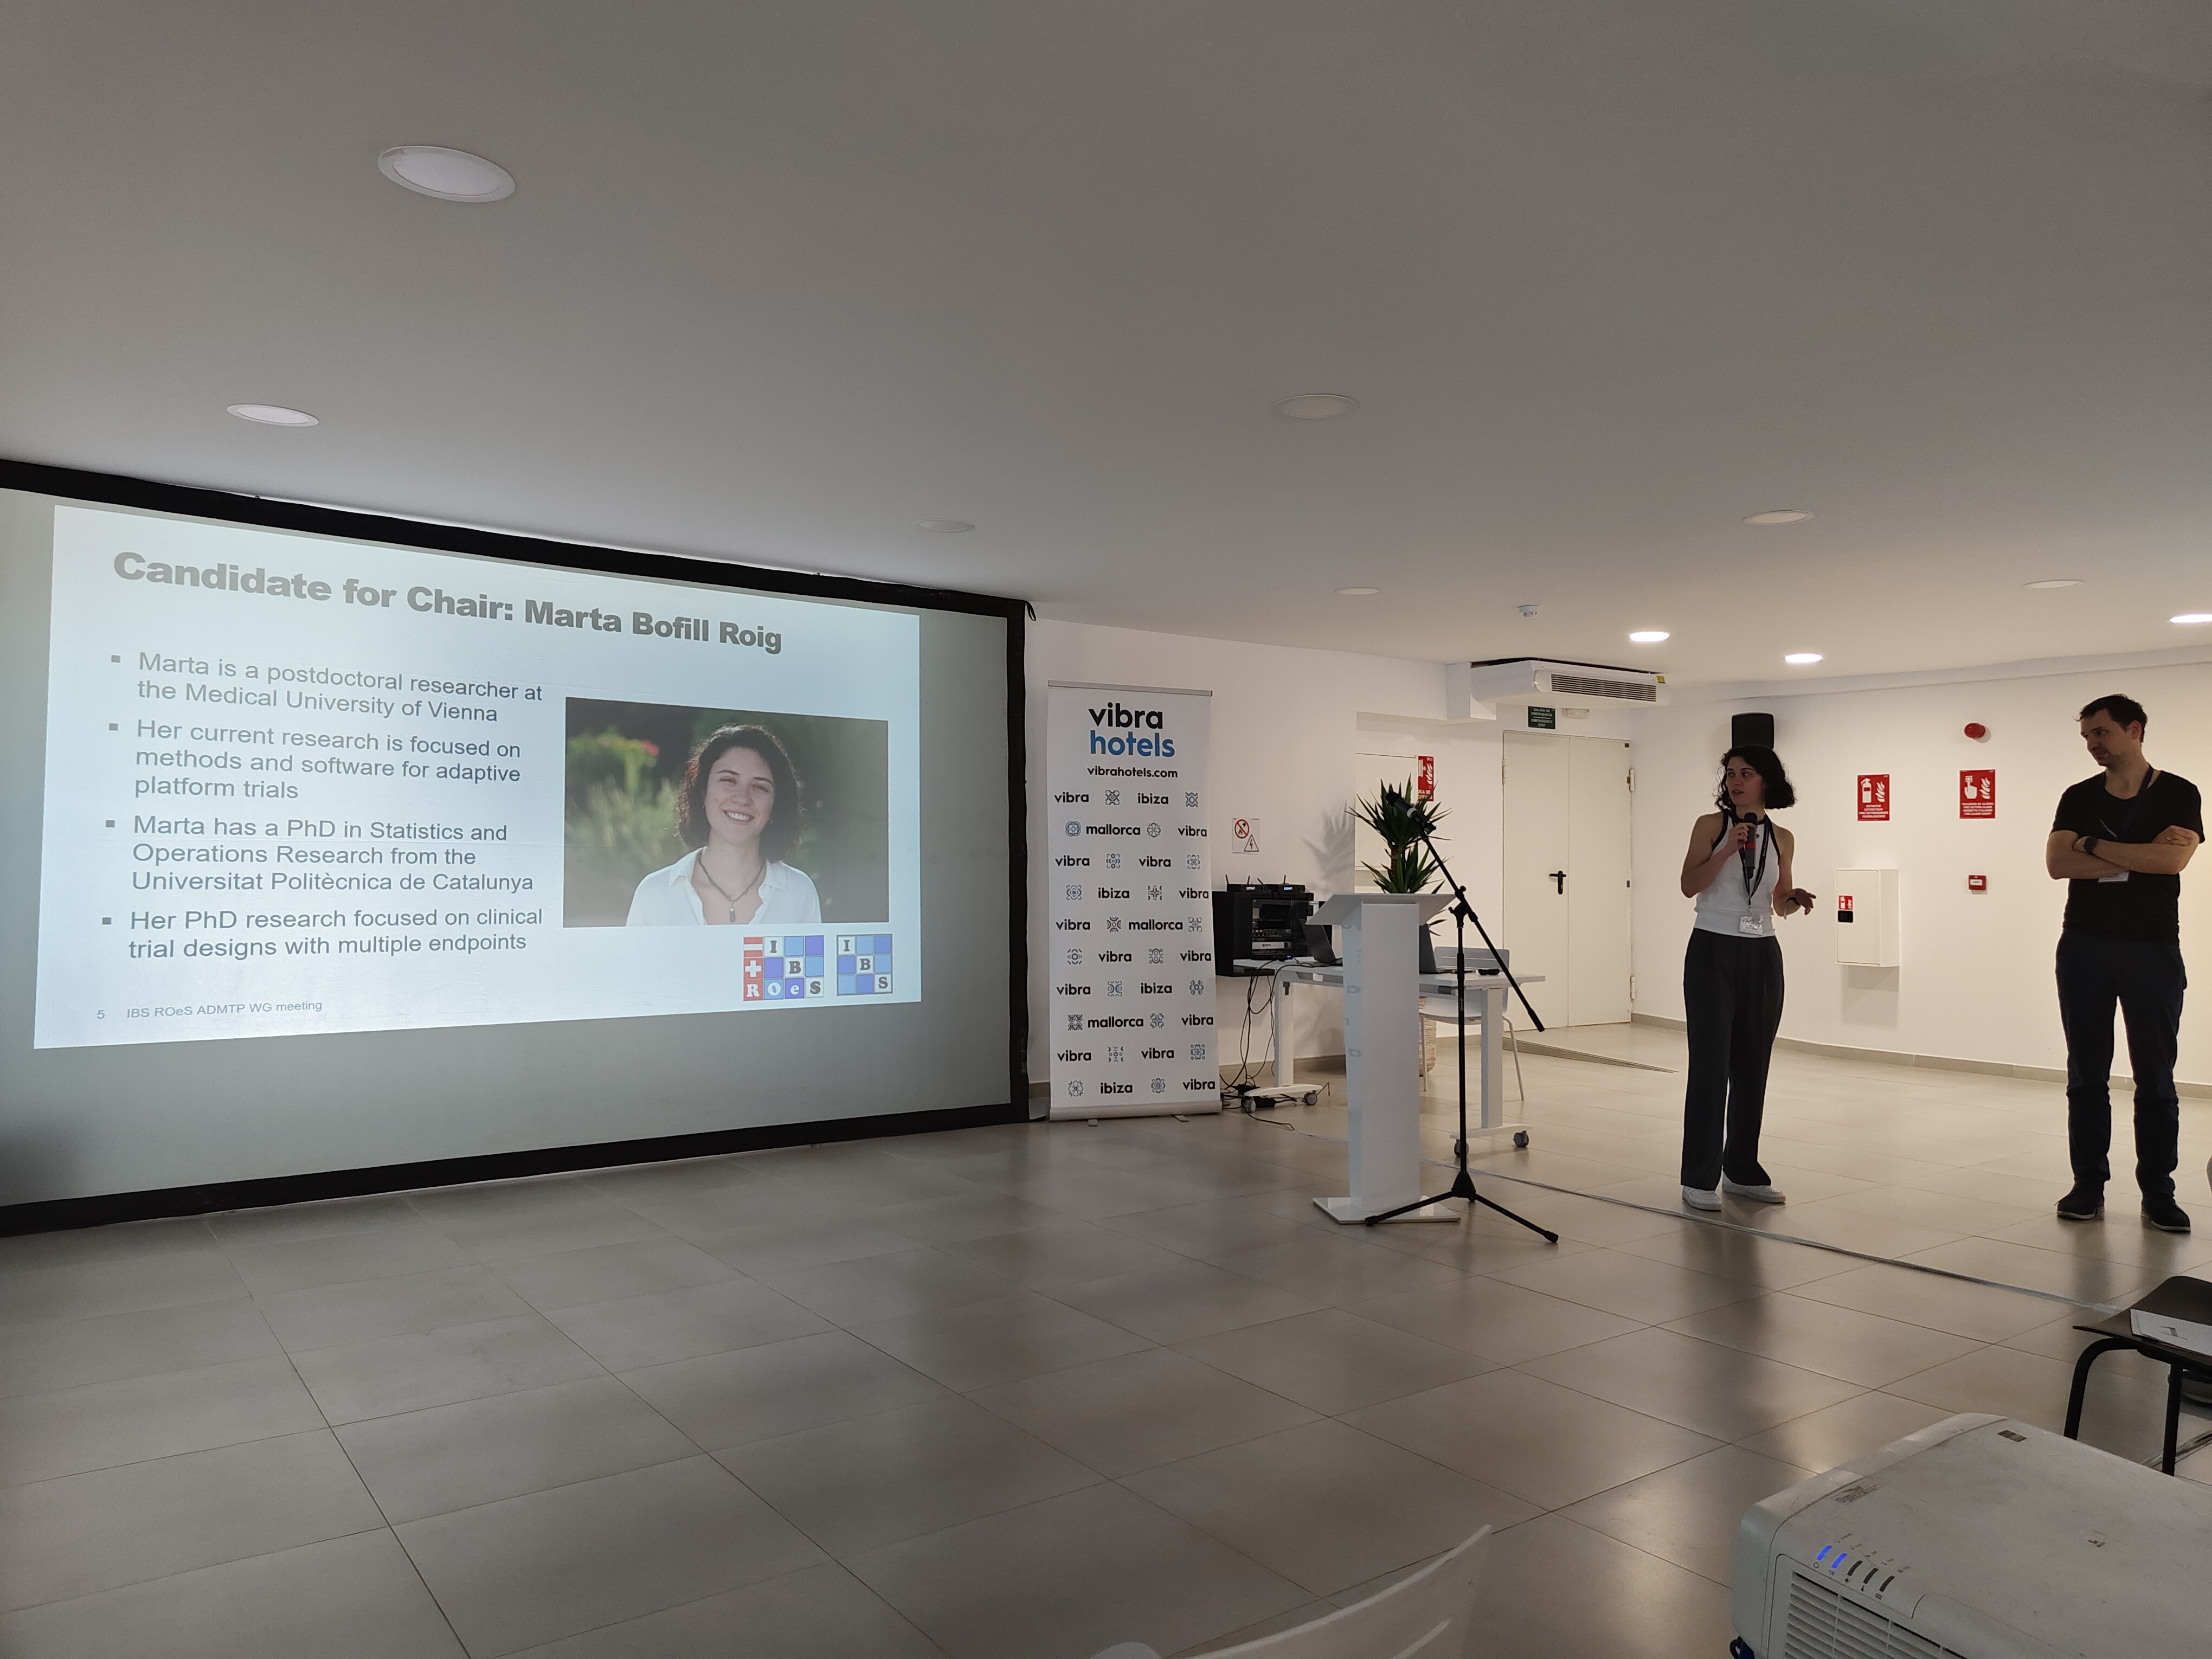 Candidate for Chair: Marta Bofill Roig
▪ Marta is a postdoctoral researcher at
the Medical University of Vienna
▪ Her current research is focused on
methods and software for adaptive
platform trials
▪ Marta has a PhD in Statistics and
Operations Research from the
Universitat Politècnica de Catalunya
▪ Her PhD research focused on clinical
trial designs with multiple endpoints
I
B
ROeS
I
B
S
5 IBS ROeS ADMTP WG meeting
vibra
hotels
vibrahotels.com
vibra ibiza
mallorca vibra
vibra vibra
ibiza vibra
vibra mallorca
vibra vibra
vibra ibiza
mallorca vibra
vibra vibra
ibiza vibra